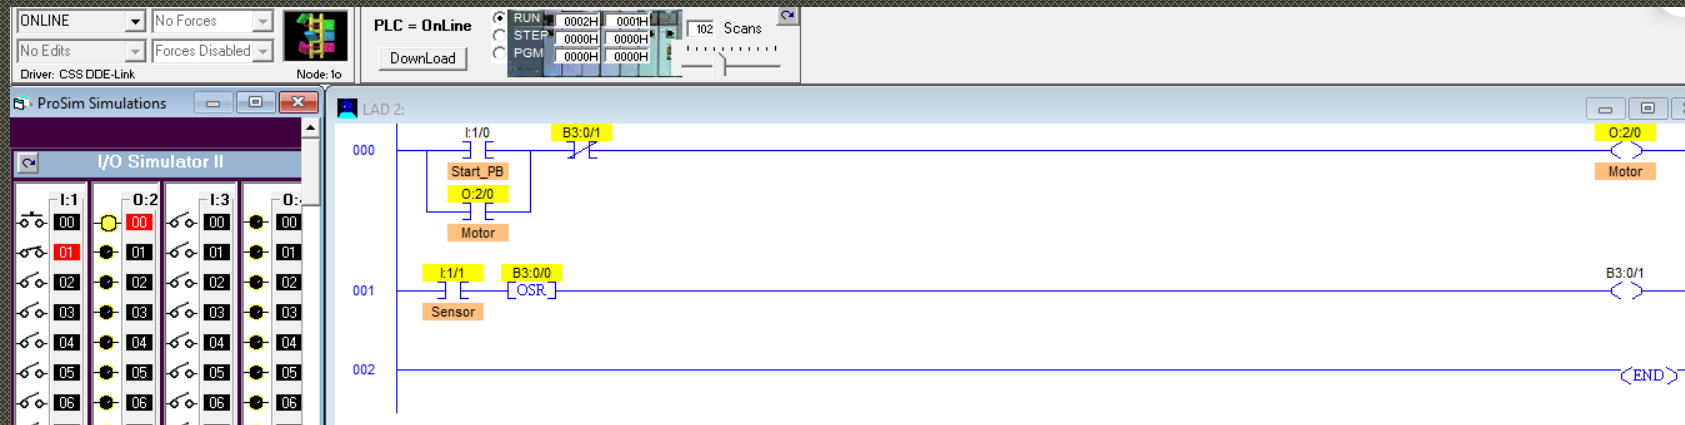 ONLINE
No Forces
No Edits
Forces Disabled
Driver: CSS DDE-Link
Node: 1o
PLC = OnLine
DownLoad
RUN
STEP
PGM
0002H 0001H
0000H 0000H
0000H 0000H
102 Scans
ProSim Simulations
I/O Simulator II
I:1 O:2 I:3 O:
00 00 00 00
01 01 01 01
02 02 02 02
03 03 03 03
04 04 04 04
05 05 05 05
06 06 06 06
LAD 2:
000
I:1/0
Start_PB
B3:0/1
O:2/0
Motor
O:2/0
Motor
001
I:1/1
Sensor
B3:0/0
OSR
B3:0/1
002
END